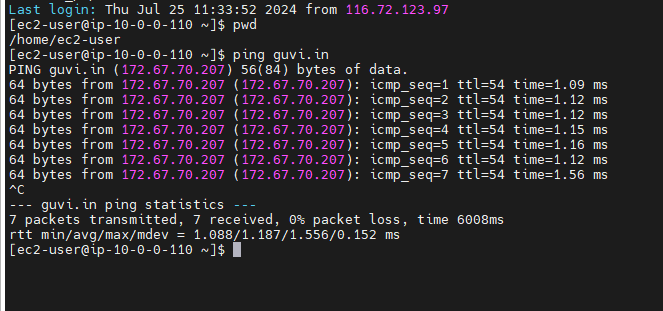 Last login: Thu Jul 25 11:33:52 2024 from 116.72.123.97
[ec2-user@ip-10-0-0-110 ~]$ pwd
/home/ec2-user
[ec2-user@ip-10-0-0-110 ~]$ ping guvi.in
PING guvi.in (172.67.70.207) 56(84) bytes of data.
64 bytes from 172.67.70.207 (172.67.70.207): icmp_seq=1 ttl=54 time=1.09 ms
64 bytes from 172.67.70.207 (172.67.70.207): icmp_seq=2 ttl=54 time=1.12 ms
64 bytes from 172.67.70.207 (172.67.70.207): icmp_seq=3 ttl=54 time=1.12 ms
64 bytes from 172.67.70.207 (172.67.70.207): icmp_seq=4 ttl=54 time=1.15 ms
64 bytes from 172.67.70.207 (172.67.70.207): icmp_seq=5 ttl=54 time=1.16 ms
64 bytes from 172.67.70.207 (172.67.70.207): icmp_seq=6 ttl=54 time=1.12 ms
64 bytes from 172.67.70.207 (172.67.70.207): icmp_seq=7 ttl=54 time=1.56 ms
^C
--- guvi.in ping statistics ---
7 packets transmitted, 7 received, 0% packet loss, time 6008ms
rtt min/avg/max/mdev = 1.088/1.187/1.556/0.152 ms
[ec2-user@ip-10-0-0-110 ~]$